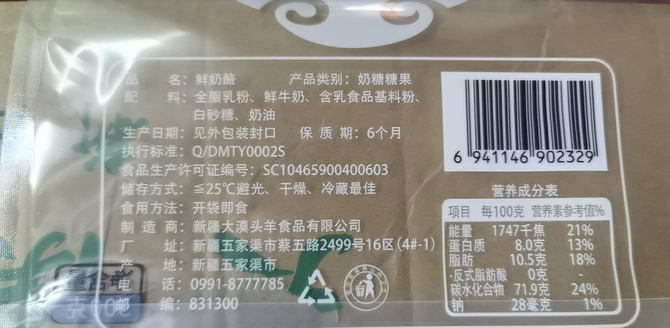 品 名：鲜奶酪 产品类别：奶糖糖果
配 料：全脂乳粉、鲜牛奶、含乳食品基料粉、
白砂糖、奶油
生产日期：见外包装封口 保 质 期：6个月
执行标准：Q/DMTY0002S
食品生产许可证编号：SC10465900400603
储存方式：≦25℃避光、干燥、冷藏最佳
食用方法：开袋即食
制 造 商：新疆大漠头羊食品有限公司
厂 址：新疆五家渠市蔡五路2499号16区(4#-1)
产 地：新疆五家渠市
电 话：0991-8777785
邮 编：831300
6 941146 902329
营养成分表
项目 每100克 营养素参考值%
能量 1747千焦 21%
蛋白质 8.0克 13%
脂肪 10.5克 18%
-反式脂肪酸 0克 -
碳水化合物 71.9克 24%
钠 28毫克 1%